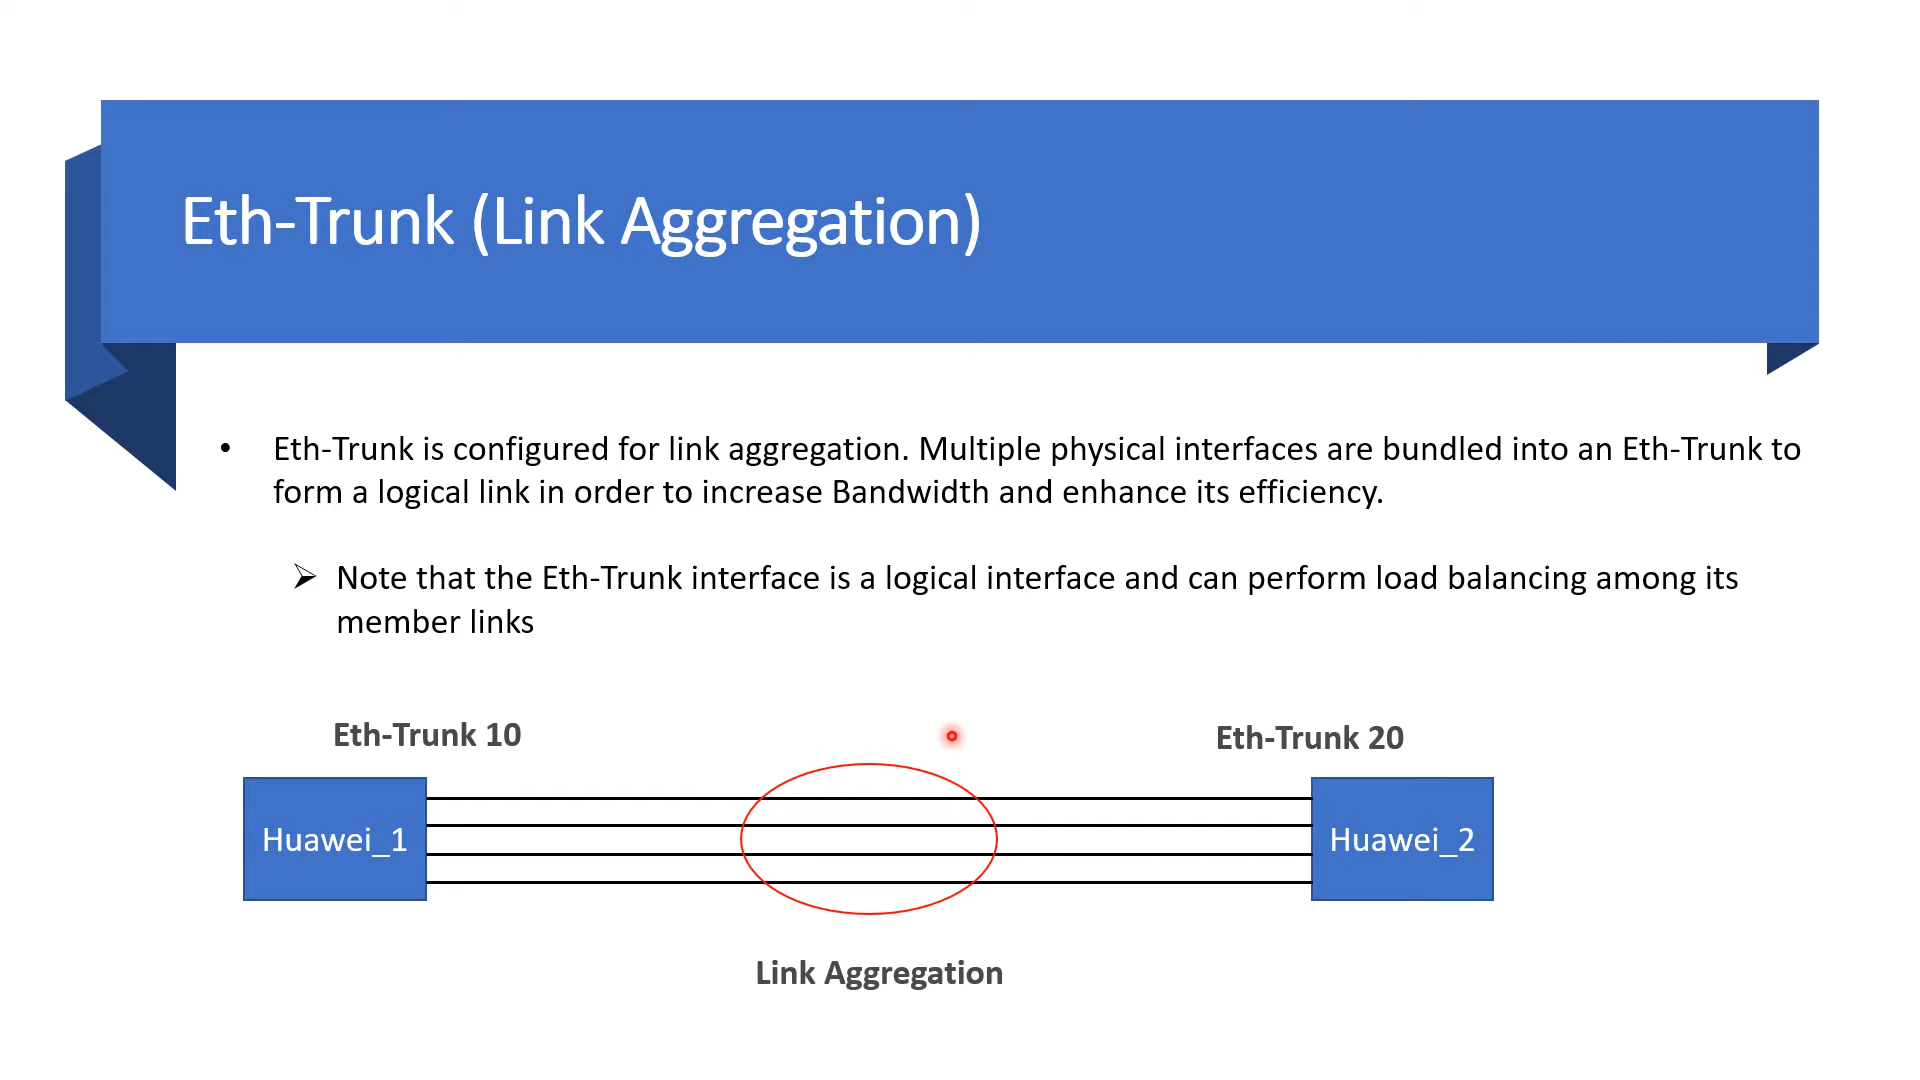 Eth-Trunk (Link Aggregation)
• Eth-Trunk is configured for link aggregation. Multiple physical interfaces are bundled into an Eth-Trunk to
form a logical link in order to increase Bandwidth and enhance its efficiency.
➢ Note that the Eth-Trunk interface is a logical interface and can perform load balancing among its
member links
Eth-Trunk 10
Eth-Trunk 20
Huawei_1
Huawei_2
Link Aggregation